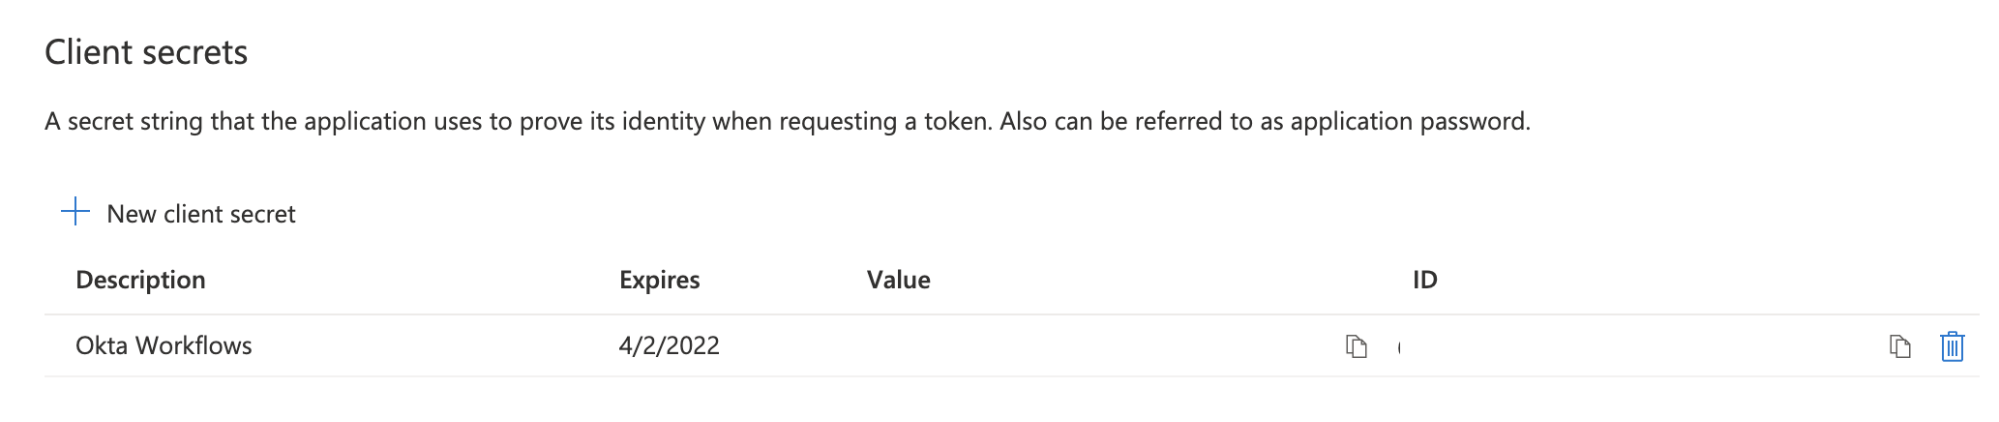 Client secrets
A secret string that the application uses to prove its identity when requesting a token. Also can be referred to as application password.
New client secret
Description Expires Value ID
Okta Workflows 4/2/2022